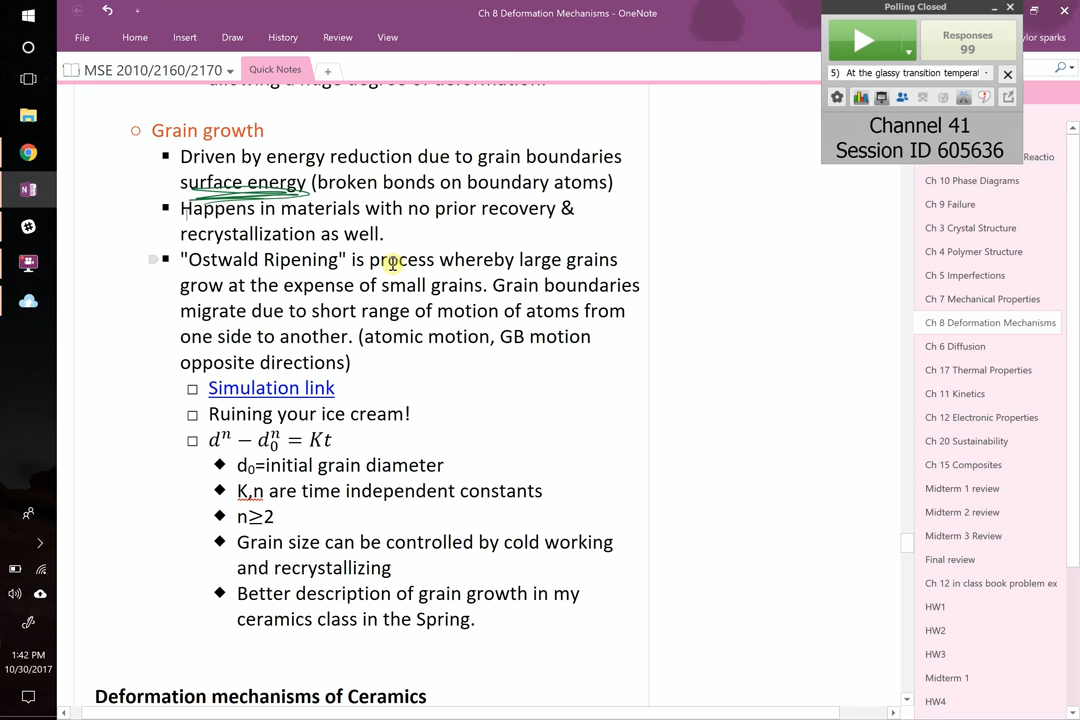 Ch 8 Deformation Mechanisms - OneNote
Polling Closed
File Home Insert Draw History Review View
Responses
99
ylor sparks
MSE 2010/2160/2170
Quick Notes
5) At the glassy transition temperat
Channel 41
Session ID 605636
Grain growth
Driven by energy reduction due to grain boundaries
surface energy (broken bonds on boundary atoms)
Happens in materials with no prior recovery &
recrystallization as well.
"Ostwald Ripening" is process whereby large grains
grow at the expense of small grains. Grain boundaries
migrate due to short range of motion of atoms from
one side to another. (atomic motion, GB motion
opposite directions)
Simulation link
Ruining your ice cream!
dⁿ − d₀ⁿ = Kt
d₀=initial grain diameter
K,n are time independent constants
n≥2
Grain size can be controlled by cold working
and recrystallizing
Better description of grain growth in my
ceramics class in the Spring.
Deformation mechanisms of Ceramics
Reactio
Ch 10 Phase Diagrams
Ch 9 Failure
Ch 3 Crystal Structure
Ch 4 Polymer Structure
Ch 5 Imperfections
Ch 7 Mechanical Properties
Ch 8 Deformation Mechanisms
Ch 6 Diffusion
Ch 17 Thermal Properties
Ch 11 Kinetics
Ch 12 Electronic Properties
Ch 20 Sustainability
Ch 15 Composites
Midterm 1 review
Midterm 2 review
Midterm 3 Review
Final review
Ch 12 in class book problem ex
HW1
HW2
HW3
Midterm 1
HW4
1:42 PM
10/30/2017